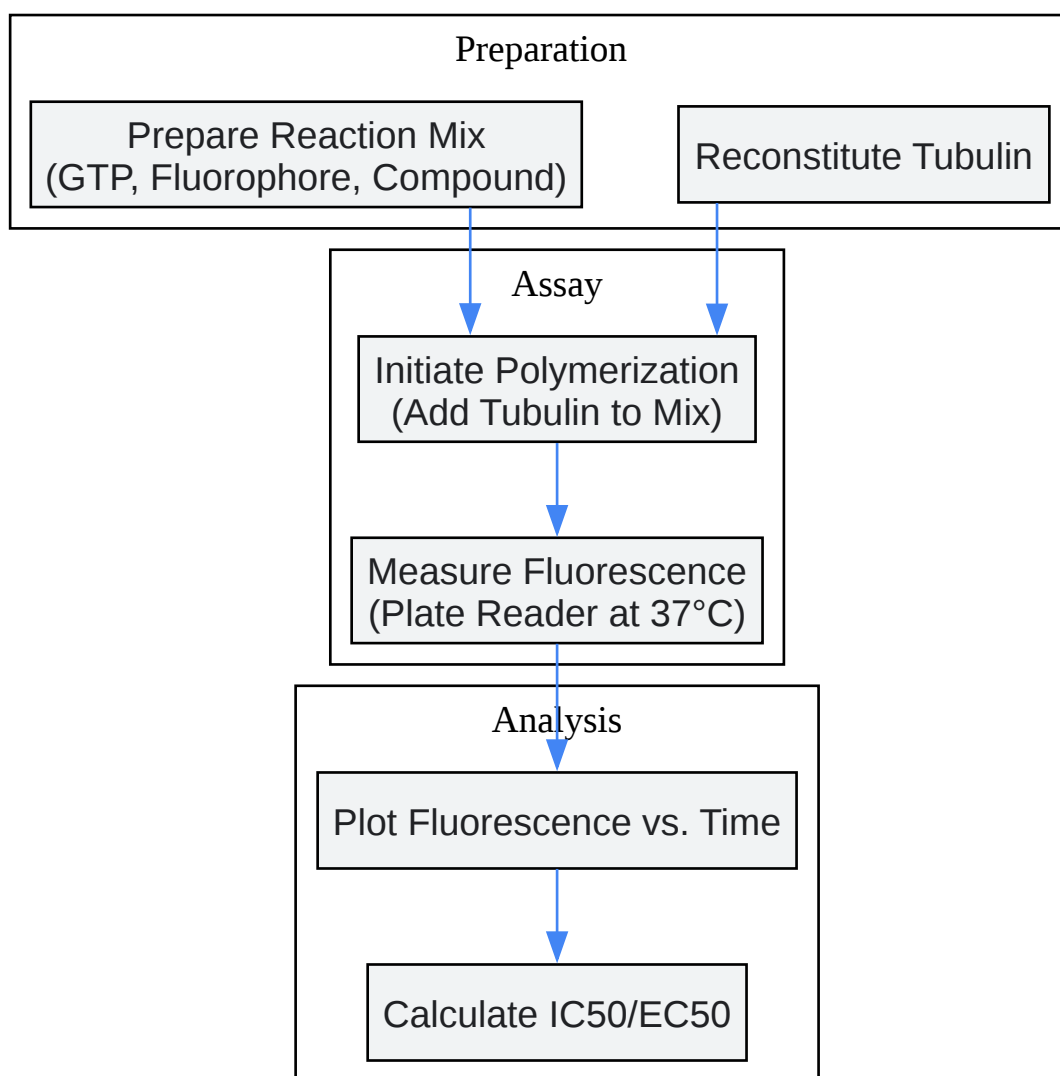 Preparation
Prepare Reaction Mix
(GTP, Fluorophore, Compound)
Reconstitute Tubulin
Assay
Initiate Polymerization
(Add Tubulin to Mix)
Measure Fluorescence
(Plate Reader at 37°C)
Analysis
Plot Fluorescence vs. Time
Calculate IC50/EC50